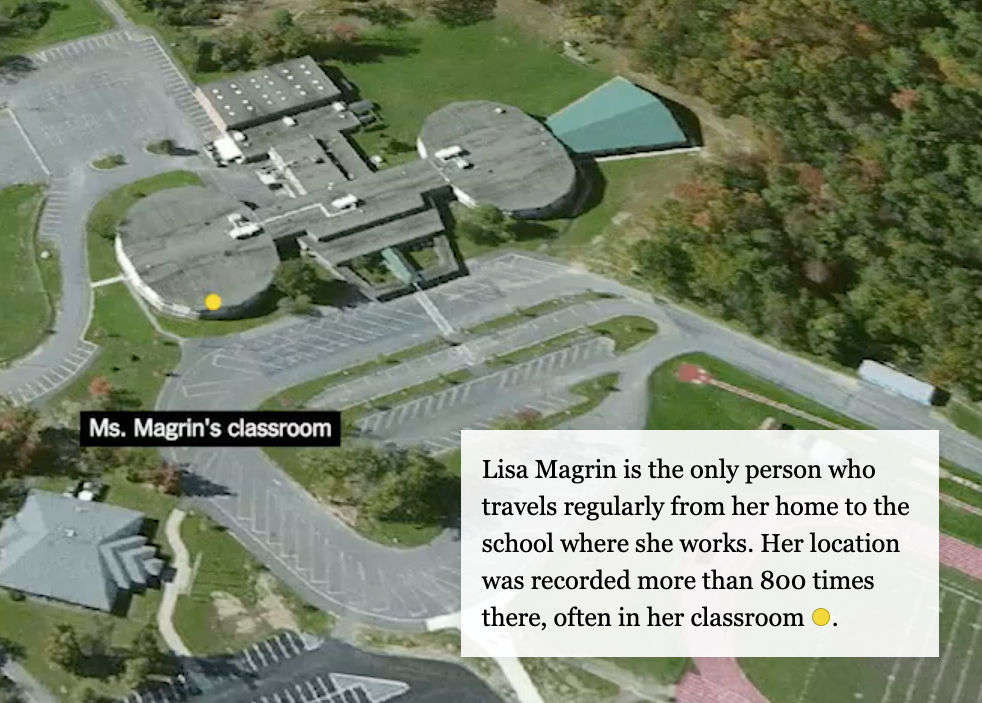 Ms. Magrin's classroom
Lisa Magrin is the only person who
travels regularly from her home to the
school where she works. Her location
was recorded more than 800 times
there, often in her classroom .